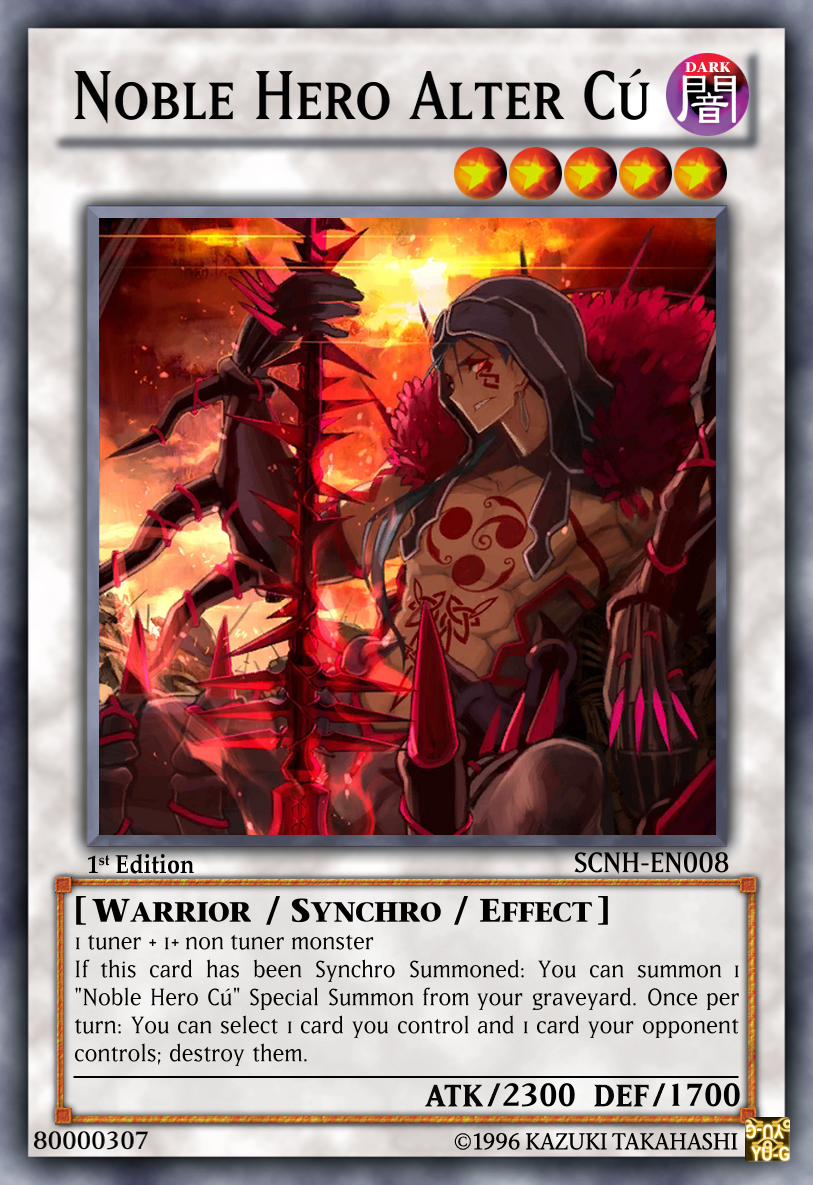 Noble Hero Alter Cú
DARK
闇
1st Edition
SCNH-EN008
[ Warrior / Synchro / Effect ]
1 tuner + 1+ non tuner monster
If this card has been Synchro Summoned: You can summon 1
"Noble Hero Cú" Special Summon from your graveyard. Once per
turn: You can select 1 card you control and 1 card your opponent
controls; destroy them.
ATK/2300 DEF/1700
80000307
©1996 KAZUKI TAKAHASHI